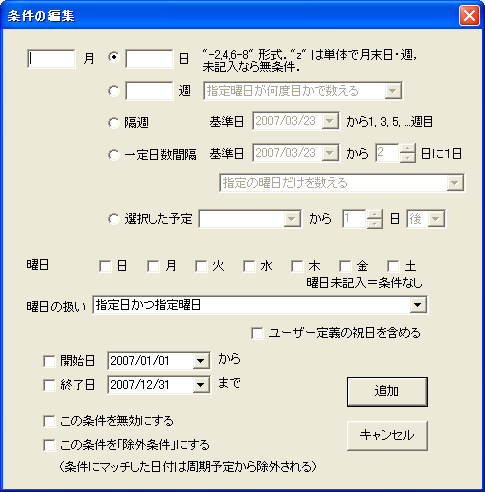 条件の編集
月 日 "-2,4,6-8" 形式. "z" は単体で月末日・週,
未記入なら無条件.
週 指定曜日が何度目かで数える
隔週 基準日 2007/03/23 から1, 3, 5, ...週目
一定日数間隔 基準日 2007/03/23 から 2 日に1日
指定の曜日だけを数える
選択した予定 から 1 日 後
曜日 日 月 火 水 木 金 土
曜日未記入＝条件なし
曜日の扱い 指定日かつ指定曜日
ユーザー定義の祝日を含める
開始日 2007/01/01 から
終了日 2007/12/31 まで
追加
この条件を無効にする
キャンセル
この条件を「除外条件」にする
（条件にマッチした日付は周期予定から除外される）